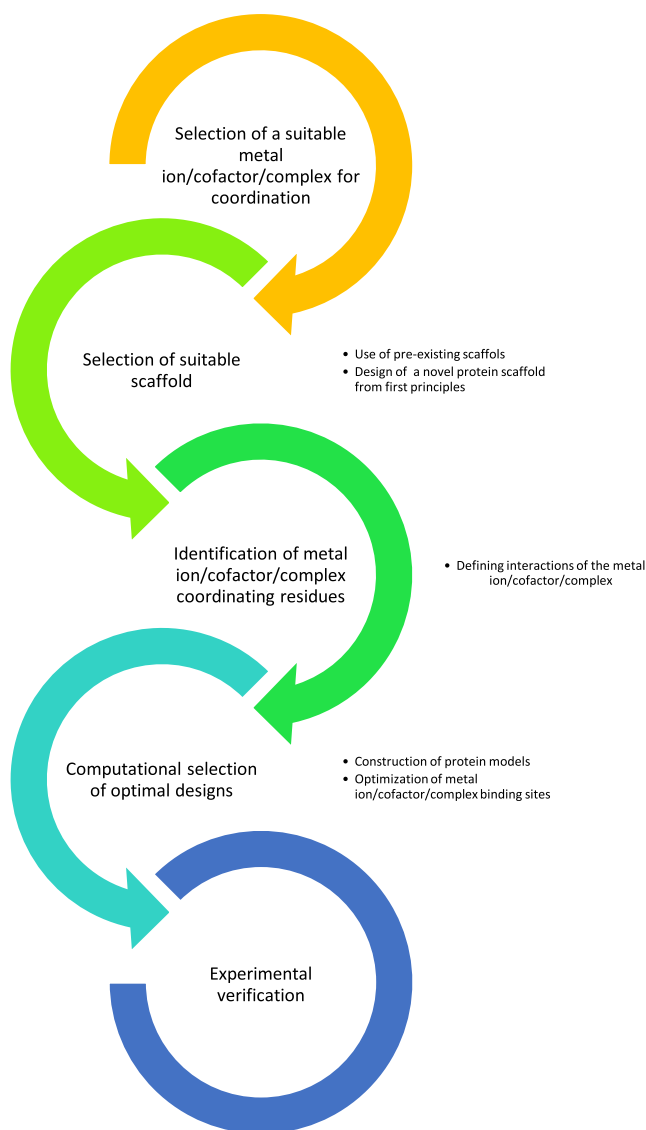 Selection of a suitable
metal
ion/cofactor/complex for
coordination
Selection of suitable
scaffold
• Use of pre-existing scaffols
• Design of a novel protein scaffold
from first principles
Identification of metal
ion/cofactor/complex
coordinating residues
• Defining interactions of the metal
ion/cofactor/complex
Computational selection
of optimal designs
• Construction of protein models
• Optimization of metal
ion/cofactor/complex binding sites
Experimental
verification